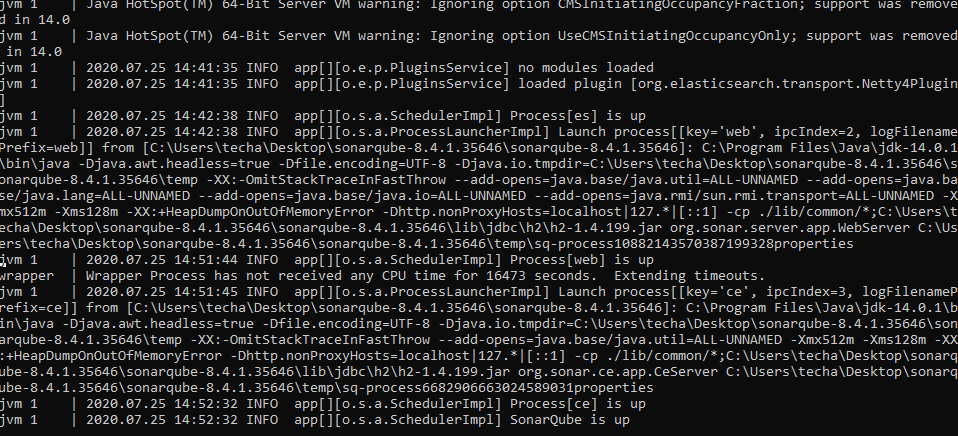 jvm 1    | Java HotSpot(TM) 64-Bit Server VM warning: Ignoring option CMSInitiatingOccupancyFraction; support was remove
d in 14.0
jvm 1    | Java HotSpot(TM) 64-Bit Server VM warning: Ignoring option UseCMSInitiatingOccupancyOnly; support was removed
 in 14.0
jvm 1    | 2020.07.25 14:41:35 INFO  app[][o.e.p.PluginsService] no modules loaded
jvm 1    | 2020.07.25 14:41:35 INFO  app[][o.e.p.PluginsService] loaded plugin [org.elasticsearch.transport.Netty4Plugin
]
jvm 1    | 2020.07.25 14:42:38 INFO  app[][o.s.a.SchedulerImpl] Process[es] is up
jvm 1    | 2020.07.25 14:42:38 INFO  app[][o.s.a.ProcessLauncherImpl] Launch process[[key='web', ipcIndex=2, logFilename
Prefix=web]] from [C:\Users\techa\Desktop\sonarqube-8.4.1.35646\sonarqube-8.4.1.35646]: C:\Program Files\Java\jdk-14.0.1
\bin\java -Djava.awt.headless=true -Dfile.encoding=UTF-8 -Djava.io.tmpdir=C:\Users\techa\Desktop\sonarqube-8.4.1.35646\s
onarqube-8.4.1.35646\temp -XX:-OmitStackTraceInFastThrow --add-opens=java.base/java.util=ALL-UNNAMED --add-opens=java.ba
se/java.lang=ALL-UNNAMED --add-opens=java.base/java.io=ALL-UNNAMED --add-opens=java.rmi/sun.rmi.transport=ALL-UNNAMED -X
mx512m -Xms128m -XX:+HeapDumpOnOutOfMemoryError -Dhttp.nonProxyHosts=localhost|127.*|[::1] -cp ./lib/common/*;C:\Users\t
echa\Desktop\sonarqube-8.4.1.35646\sonarqube-8.4.1.35646\lib\jdbc\h2\h2-1.4.199.jar org.sonar.server.app.WebServer C:\Us
ers\techa\Desktop\sonarqube-8.4.1.35646\sonarqube-8.4.1.35646\temp\sq-process10882143570387199328properties
jvm 1    | 2020.07.25 14:51:44 INFO  app[][o.s.a.SchedulerImpl] Process[web] is up
wrapper  | Wrapper Process has not received any CPU time for 16473 seconds.  Extending timeouts.
jvm 1    | 2020.07.25 14:51:45 INFO  app[][o.s.a.ProcessLauncherImpl] Launch process[[key='ce', ipcIndex=3, logFilenameP
refix=ce]] from [C:\Users\techa\Desktop\sonarqube-8.4.1.35646\sonarqube-8.4.1.35646]: C:\Program Files\Java\jdk-14.0.1\b
in\java -Djava.awt.headless=true -Dfile.encoding=UTF-8 -Djava.io.tmpdir=C:\Users\techa\Desktop\sonarqube-8.4.1.35646\son
arqube-8.4.1.35646\temp -XX:-OmitStackTraceInFastThrow --add-opens=java.base/java.util=ALL-UNNAMED -Xmx512m -Xms128m -XX
:+HeapDumpOnOutOfMemoryError -Dhttp.nonProxyHosts=localhost|127.*|[::1] -cp ./lib/common/*;C:\Users\techa\Desktop\sonarq
ube-8.4.1.35646\sonarqube-8.4.1.35646\lib\jdbc\h2\h2-1.4.199.jar org.sonar.ce.app.CeServer C:\Users\techa\Desktop\sonarq
ube-8.4.1.35646\sonarqube-8.4.1.35646\temp\sq-process6682906663024589031properties
jvm 1    | 2020.07.25 14:52:32 INFO  app[][o.s.a.SchedulerImpl] Process[ce] is up
jvm 1    | 2020.07.25 14:52:32 INFO  app[][o.s.a.SchedulerImpl] SonarQube is up